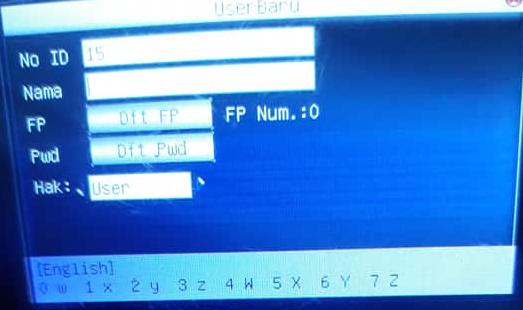 UserBaru
No ID 15
Nama
FP Dft FP FP Num.:0
Pwd Dft Pwd
Hak: User
[English]
0 w 1 x 2 y 3 z 4 W 5 X 6 Y 7 Z